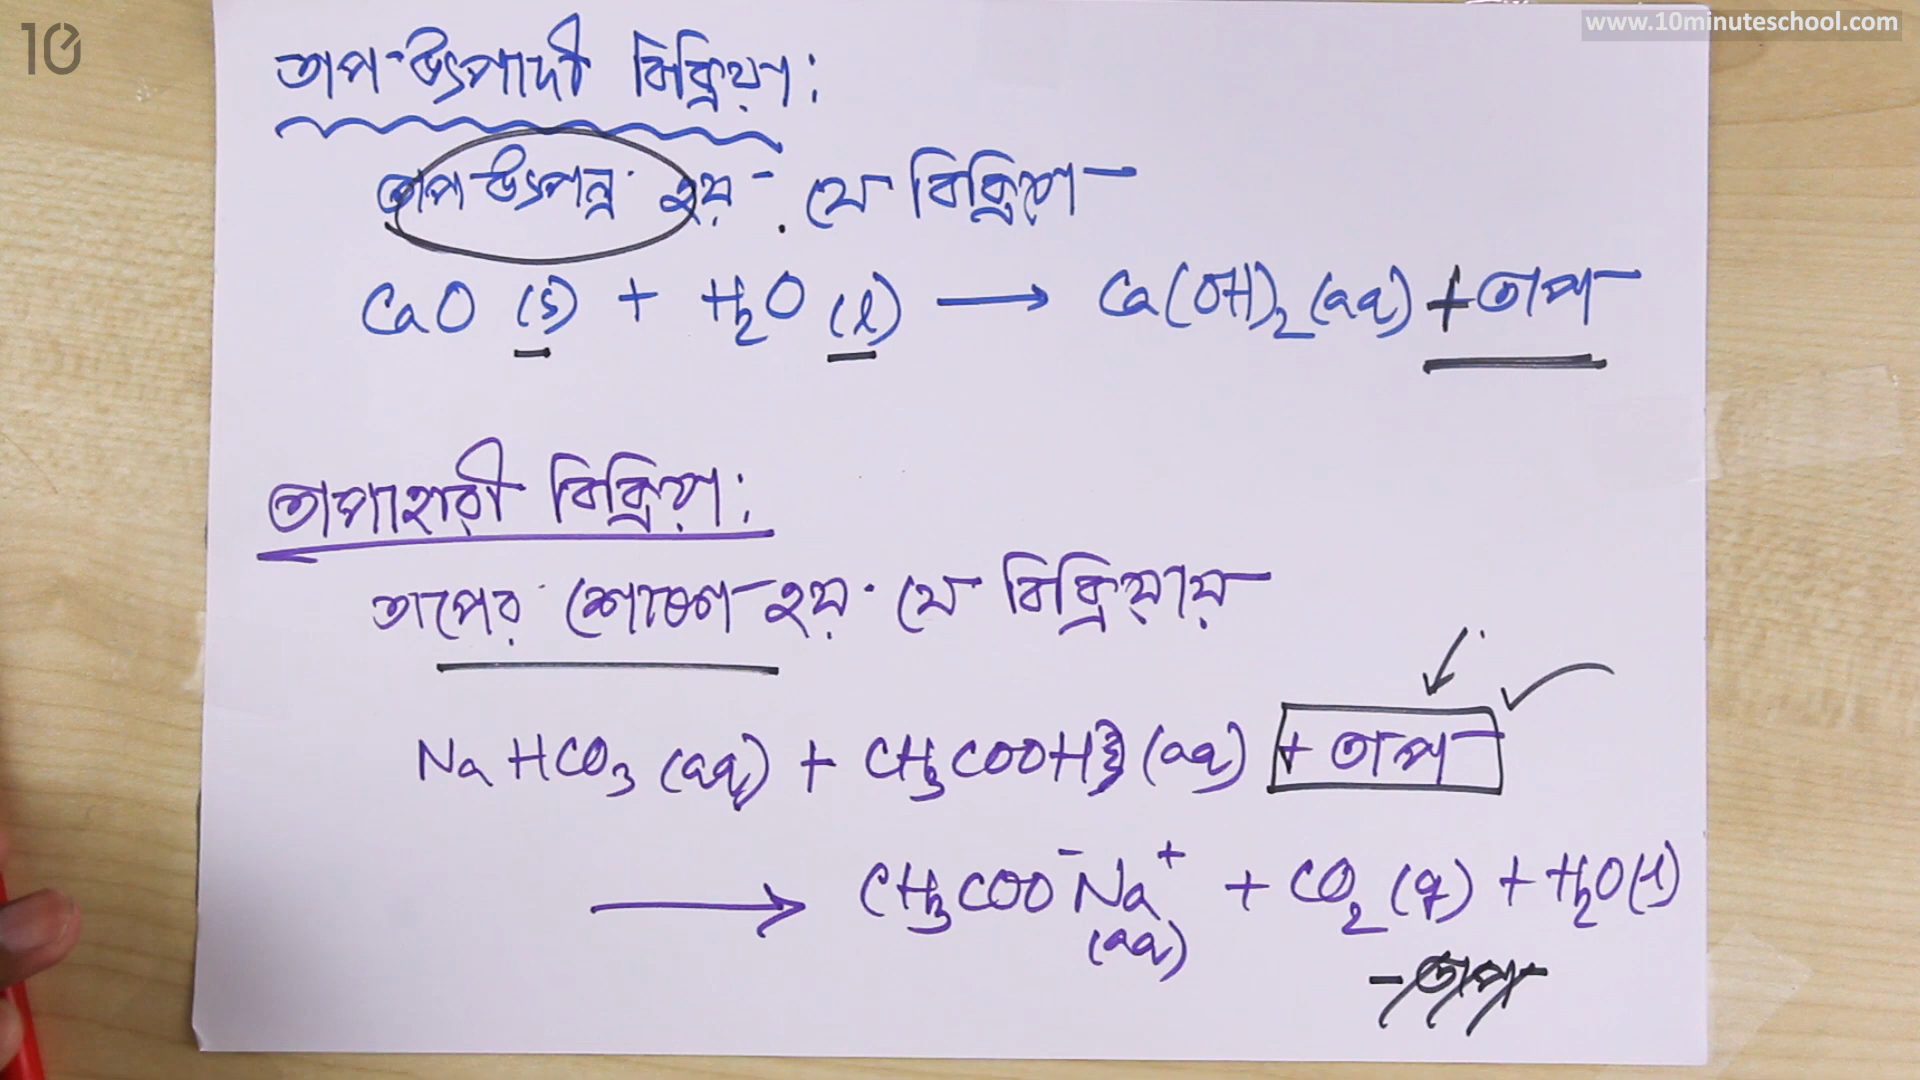 10
www.10minuteschool.com
তাপ উৎপাদী বিক্রিয়া :
তাপ উৎপন্ন হয় যে বিক্রিয়া
CaO (s) + H₂O (l) ⟶ Ca(OH)₂ (aq) + তাপ
তাপহারী বিক্রিয়া :
তাপের শোষণ হয় যে বিক্রিয়ায়
NaHCO₃ (aq) + CH₃COOH (aq) + তাপ
⟶ CH₃COO⁻Na⁺ + CO₂ (g) + H₂O(l)
(aq)
- তাপ